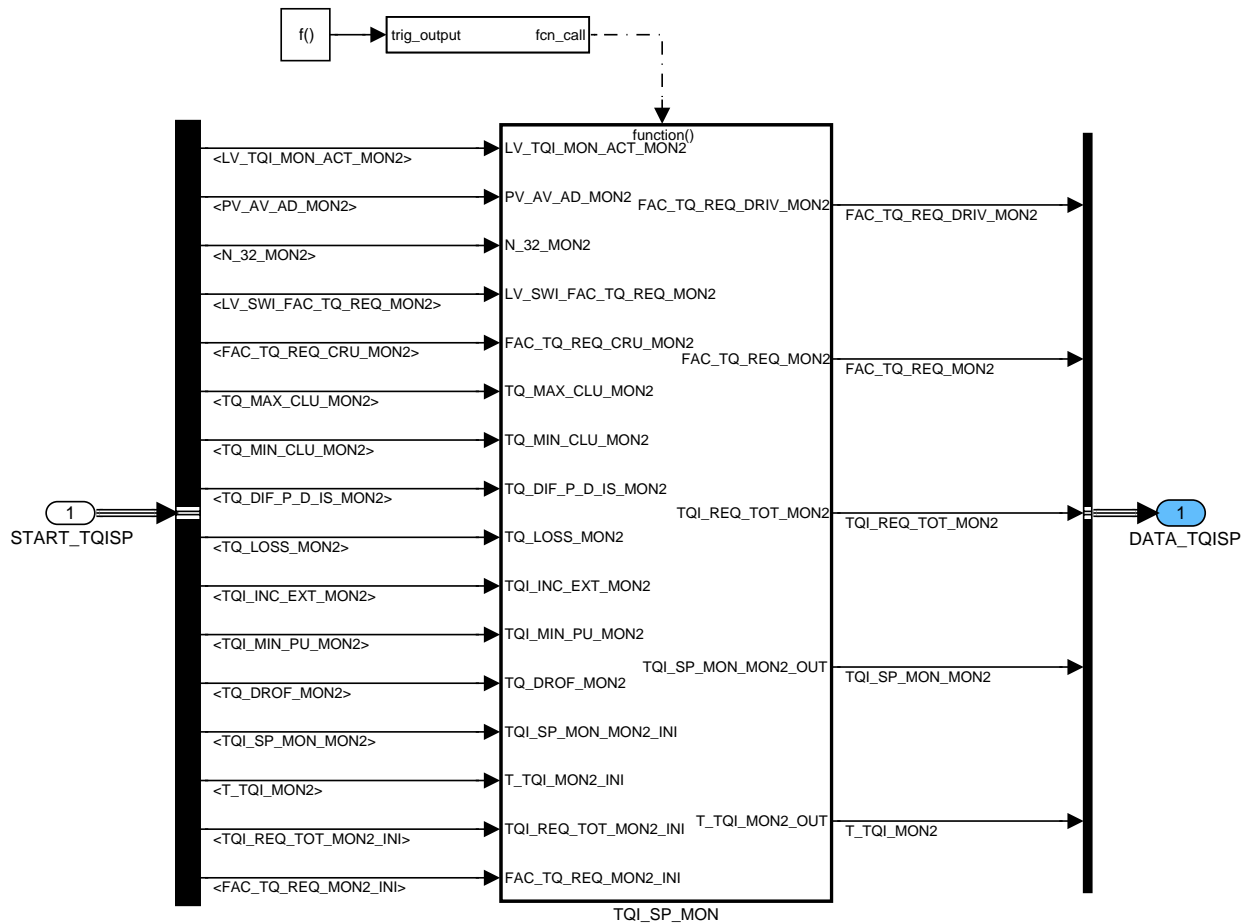 f()
trig_output
fcn_call
function()
<LV_TQI_MON_ACT_MON2>
<PV_AV_AD_MON2>
<N_32_MON2>
<LV_SWI_FAC_TQ_REQ_MON2>
<FAC_TQ_REQ_CRU_MON2>
<TQ_MAX_CLU_MON2>
<TQ_MIN_CLU_MON2>
<TQ_DIF_P_D_IS_MON2>
<TQ_LOSS_MON2>
<TQI_INC_EXT_MON2>
<TQI_MIN_PU_MON2>
<TQ_DROF_MON2>
<TQI_SP_MON_MON2>
<T_TQI_MON2>
<TQI_REQ_TOT_MON2_INI>
<FAC_TQ_REQ_MON2_INI>
1
START_TQISP
LV_TQI_MON_ACT_MON2
PV_AV_AD_MON2
N_32_MON2
LV_SWI_FAC_TQ_REQ_MON2
FAC_TQ_REQ_CRU_MON2
TQ_MAX_CLU_MON2
TQ_MIN_CLU_MON2
TQ_DIF_P_D_IS_MON2
TQ_LOSS_MON2
TQI_INC_EXT_MON2
TQI_MIN_PU_MON2
TQ_DROF_MON2
TQI_SP_MON_MON2_INI
T_TQI_MON2_INI
TQI_REQ_TOT_MON2_INI
FAC_TQ_REQ_MON2_INI
FAC_TQ_REQ_DRIV_MON2
FAC_TQ_REQ_MON2
TQI_REQ_TOT_MON2
TQI_SP_MON_MON2_OUT
T_TQI_MON2_OUT
TQI_SP_MON
FAC_TQ_REQ_DRIV_MON2
FAC_TQ_REQ_MON2
TQI_REQ_TOT_MON2
TQI_SP_MON_MON2
T_TQI_MON2
1
DATA_TQISP